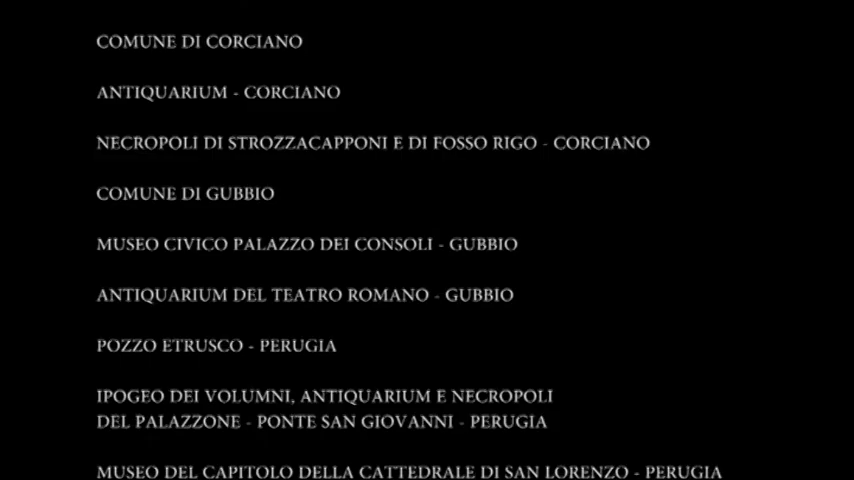 COMUNE DI CORCIANO
ANTIQUARIUM - CORCIANO
NECROPOLI DI STROZZACAPPONI E DI FOSSO RIGO - CORCIANO
COMUNE DI GUBBIO
MUSEO CIVICO PALAZZO DEI CONSOLI - GUBBIO
ANTIQUARIUM DEL TEATRO ROMANO - GUBBIO
POZZO ETRUSCO - PERUGIA
IPOGEO DEI VOLUMNI, ANTIQUARIUM E NECROPOLI
DEL PALAZZONE - PONTE SAN GIOVANNI - PERUGIA
MUSEO DEL CAPITOLO DELLA CATTEDRALE DI SAN LORENZO - PERUGIA